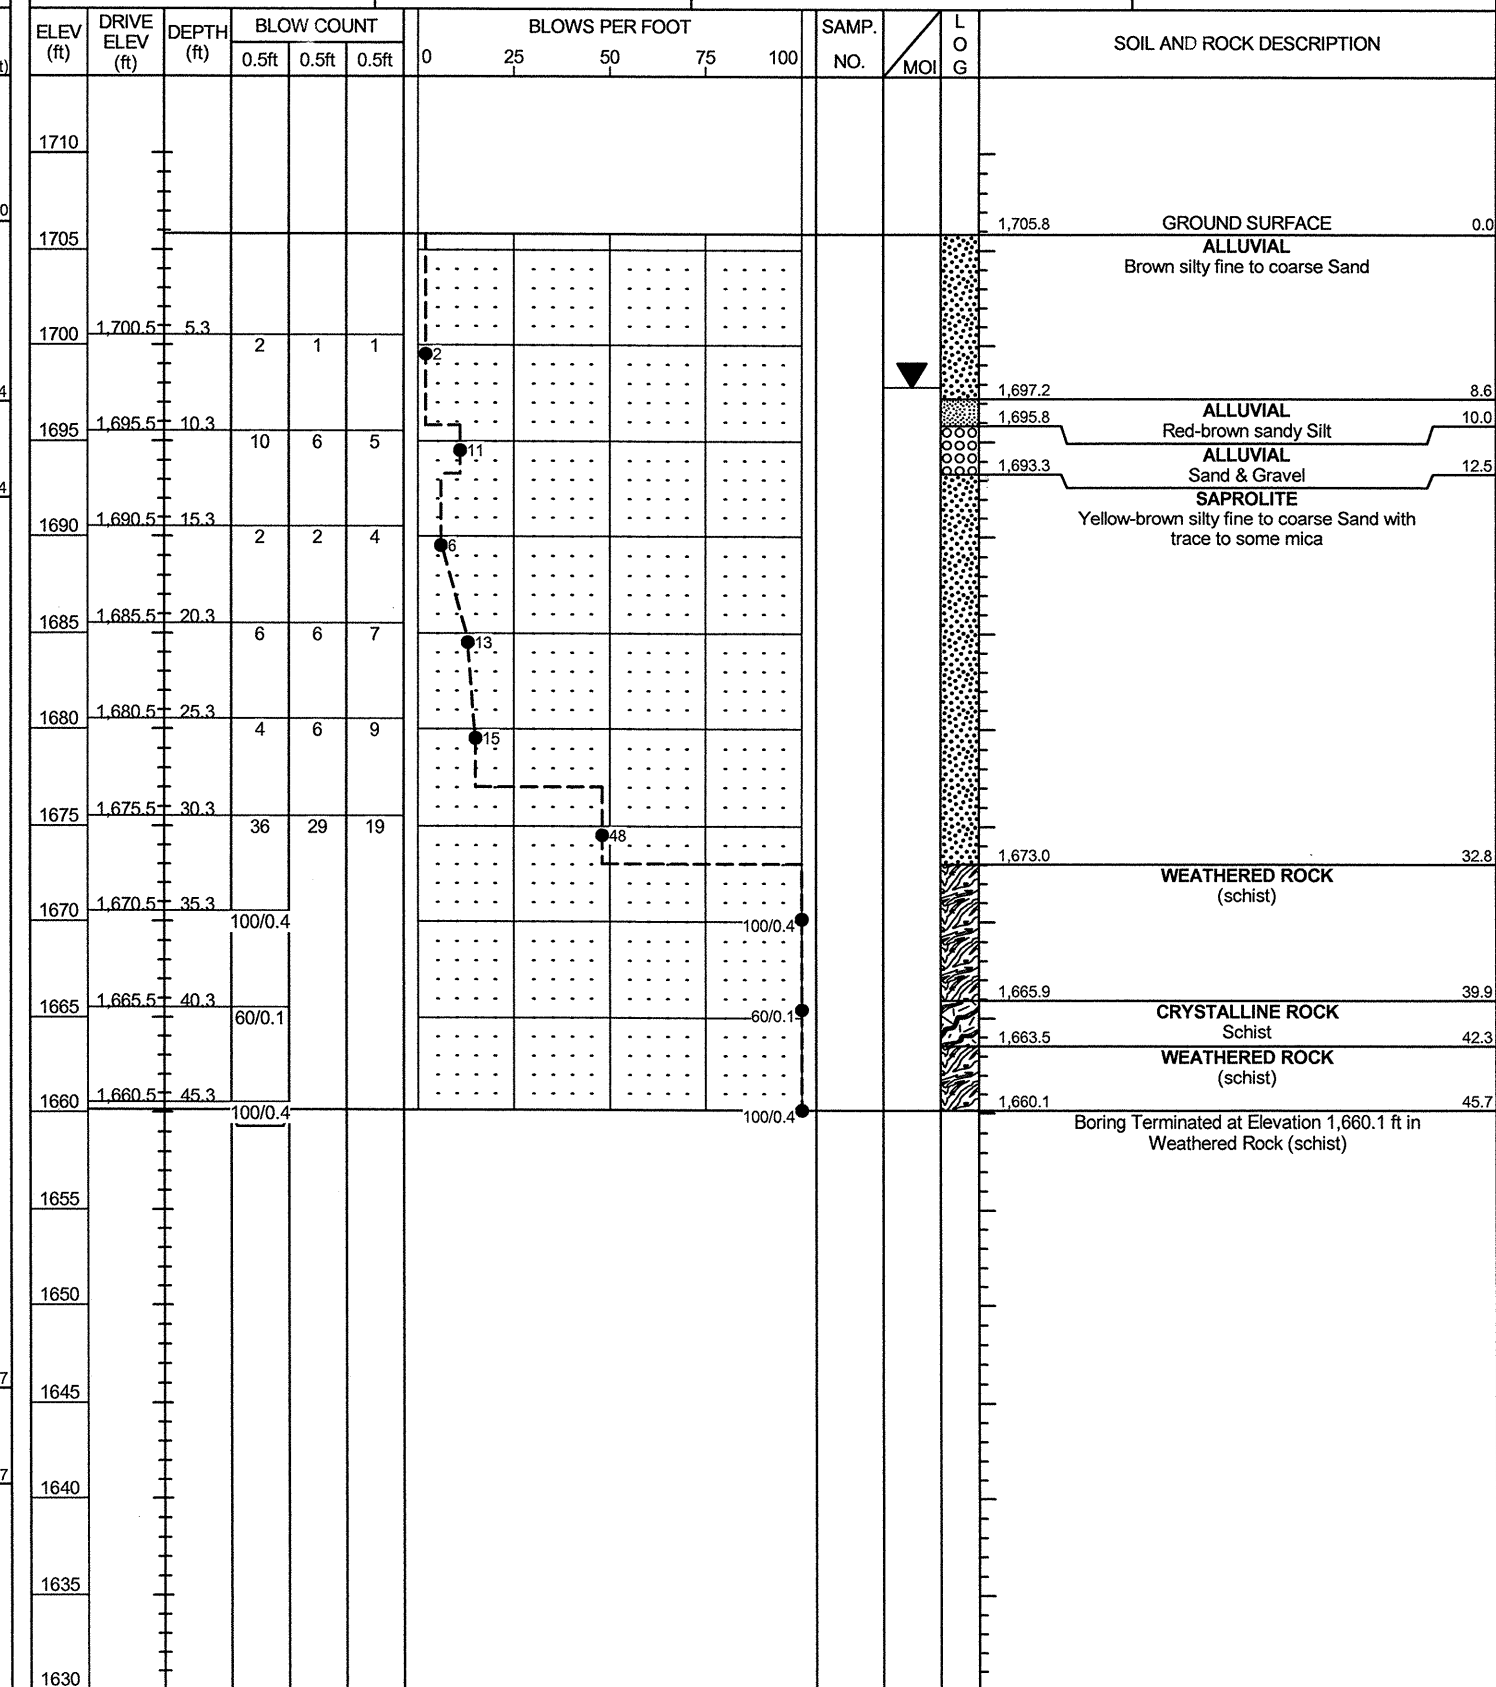 ELEV (ft) DRIVE ELEV (ft) DEPTH (ft) BLOW COUNT BLOWS PER FOOT SAMP. NO. MOI L O G SOIL AND ROCK DESCRIPTION
0.5ft 0.5ft 0.5ft 0 25 50 75 100
t)
1710
0
1,705.8 GROUND SURFACE 0.0
1705
ALLUVIAL
Brown silty fine to coarse Sand
1700 1,700.5 5.3
2 1 1 2
4
1,697.2 8.6
ALLUVIAL
1695 1,695.5 10.3 1,695.8 Red-brown sandy Silt 10.0
10 6 5 11
ALLUVIAL
1,693.3 Sand & Gravel 12.5
4
SAPROLITE
1690 1,690.5 15.3 Yellow-brown silty fine to coarse Sand with
2 2 4 6 trace to some mica
1685 1,685.5 20.3
6 6 7 13
1680 1,680.5 25.3
4 6 9 15
1675 1,675.5 30.3
36 29 19 48
1,673.0 32.8
WEATHERED ROCK
(schist)
1670 1,670.5 35.3
100/0.4 100/0.4
1,665.9 39.9
1665 1,665.5 40.3
60/0.1 60/0.1
CRYSTALLINE ROCK
Schist
1,663.5 42.3
WEATHERED ROCK
(schist)
1660 1,660.5 45.3
1,660.1 45.7
100/0.4 100/0.4
Boring Terminated at Elevation 1,660.1 ft in
Weathered Rock (schist)
1655
1650
1645
7
1640
7
1635
1630